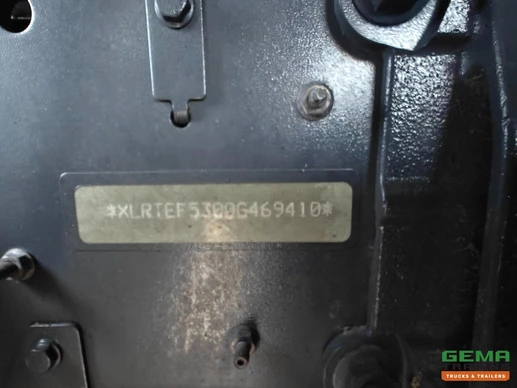 *XLRTEF5300G469410*
GEMA
TRUCKS & TRAILERS